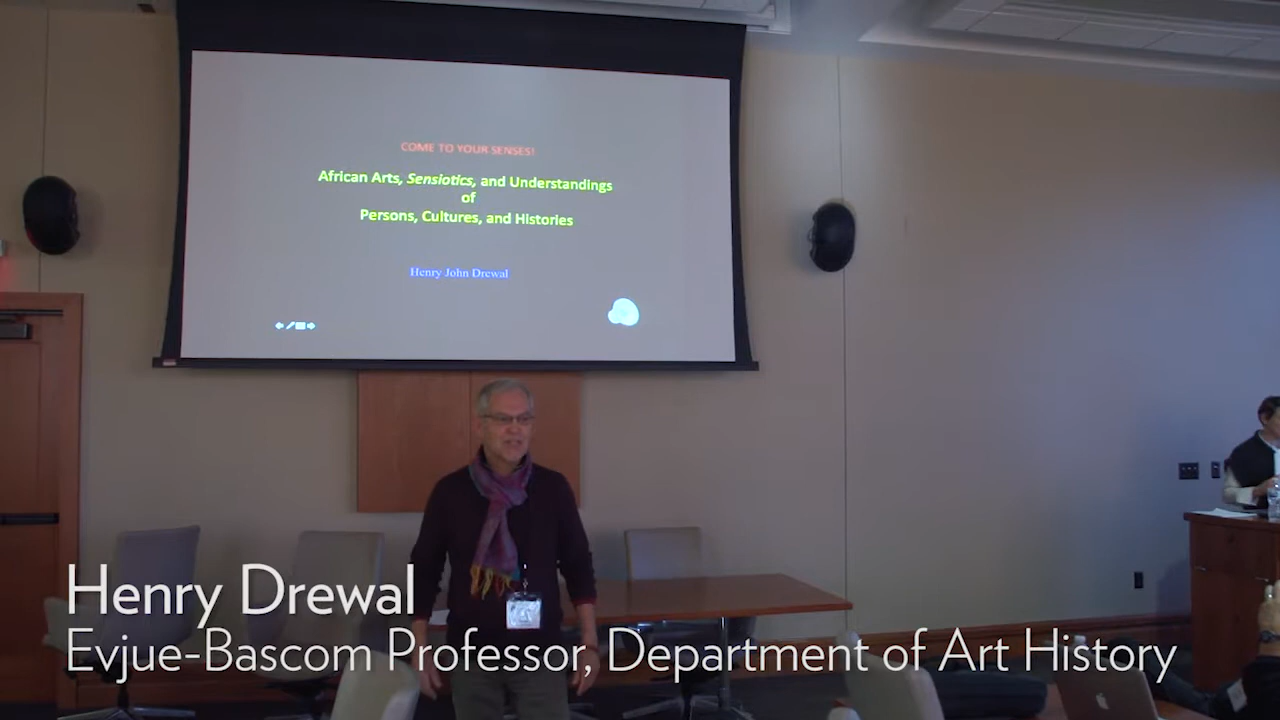 COME TO YOUR SENSES!
African Arts, Sensiotics, and Understandings
of
Persons, Cultures, and Histories
Henry John Drewal
Henry Drewal
Evjue-Bascom Professor, Department of Art History